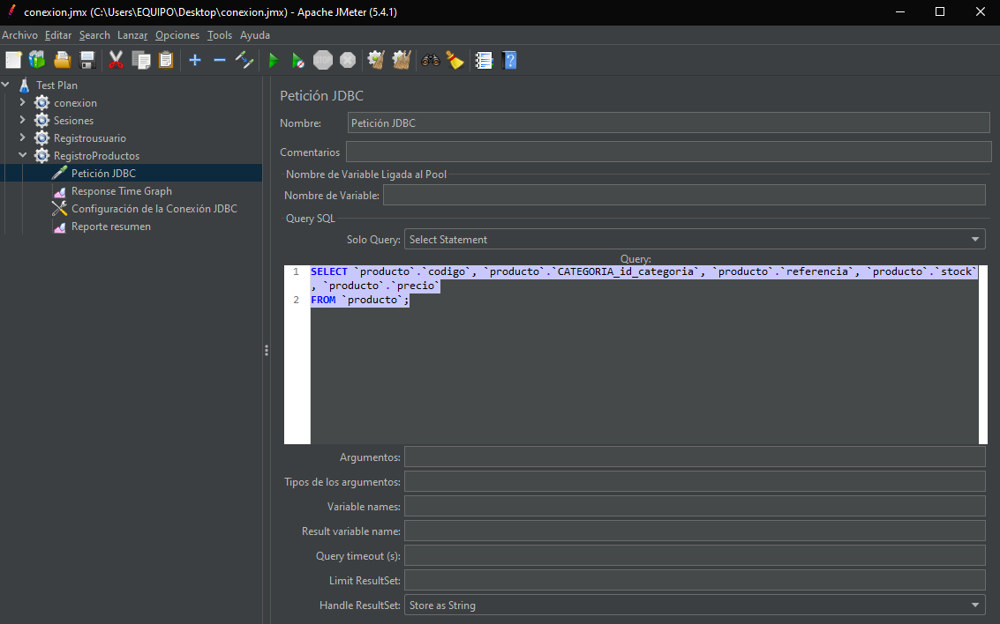 conexion.jmx (C:\Users\EQUIPO\Desktop\conexion.jmx) - Apache JMeter (5.4.1)
Archivo Editar Search Lanzar Opciones Tools Ayuda
Test Plan
conexion
Sesiones
Registrousuario
RegistroProductos
Petición JDBC
Response Time Graph
Configuración de la Conexión JDBC
Reporte resumen
Petición JDBC
Nombre: Petición JDBC
Comentarios
Nombre de Variable Ligada al Pool
Nombre de Variable:
Query SQL
Solo Query: Select Statement
Query:
1 SELECT `producto`.`codigo`, `producto`.`CATEGORIA_id_categoria`, `producto`.`referencia`, `producto`.`stock`
, `producto`.`precio`
2 FROM `producto`;
Argumentos:
Tipos de los argumentos:
Variable names:
Result variable name:
Query timeout (s):
Limit ResultSet:
Handle ResultSet: Store as String